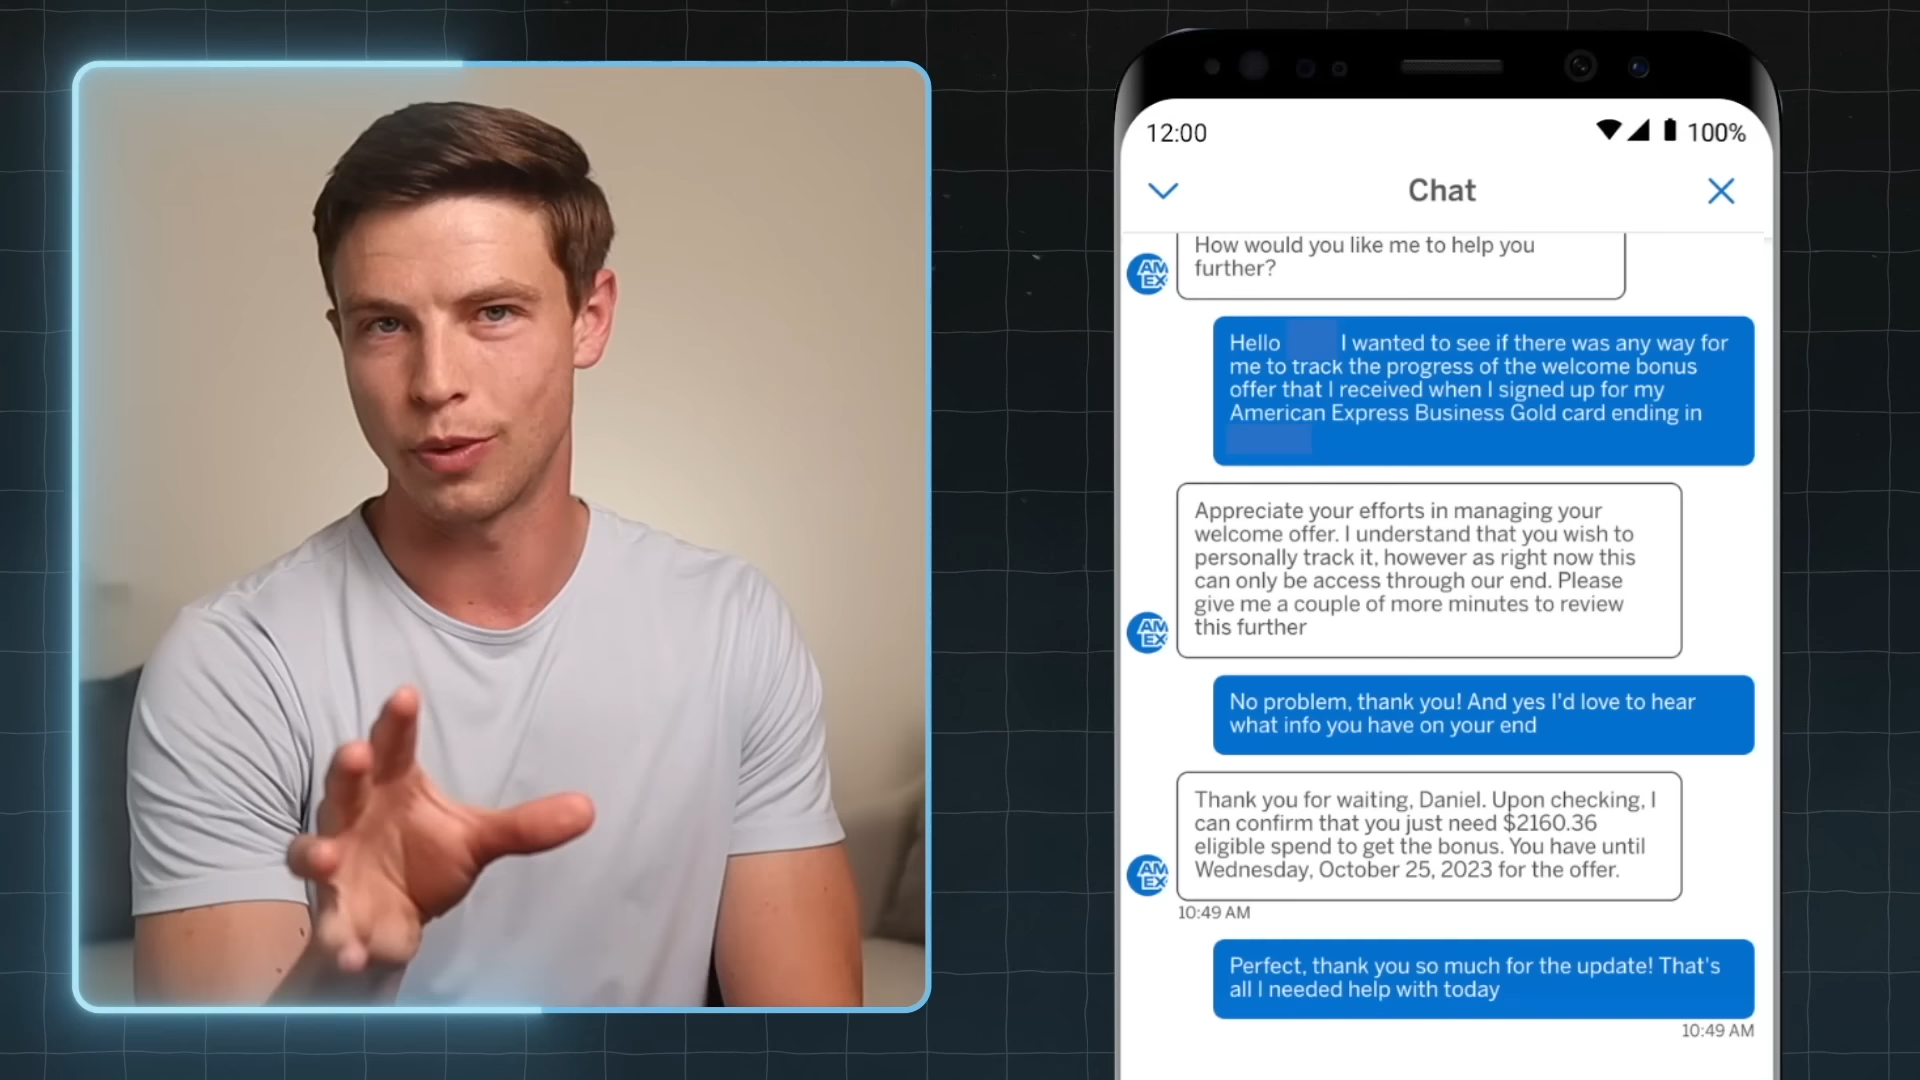 12:00
100%
Chat
How would you like me to help you
further?
AM
EX
Hello I wanted to see if there was any way for
me to track the progress of the welcome bonus
offer that I received when I signed up for my
American Express Business Gold card ending in
Appreciate your efforts in managing your
welcome offer. I understand that you wish to
personally track it, however as right now this
can only be access through our end. Please
give me a couple of more minutes to review
this further
AM
EX
No problem, thank you! And yes I'd love to hear
what info you have on your end
Thank you for waiting, Daniel. Upon checking, I
can confirm that you just need $2160.36
eligible spend to get the bonus. You have until
Wednesday, October 25, 2023 for the offer.
AM
EX
10:49 AM
Perfect, thank you so much for the update! That's
all I needed help with today
10:49 AM